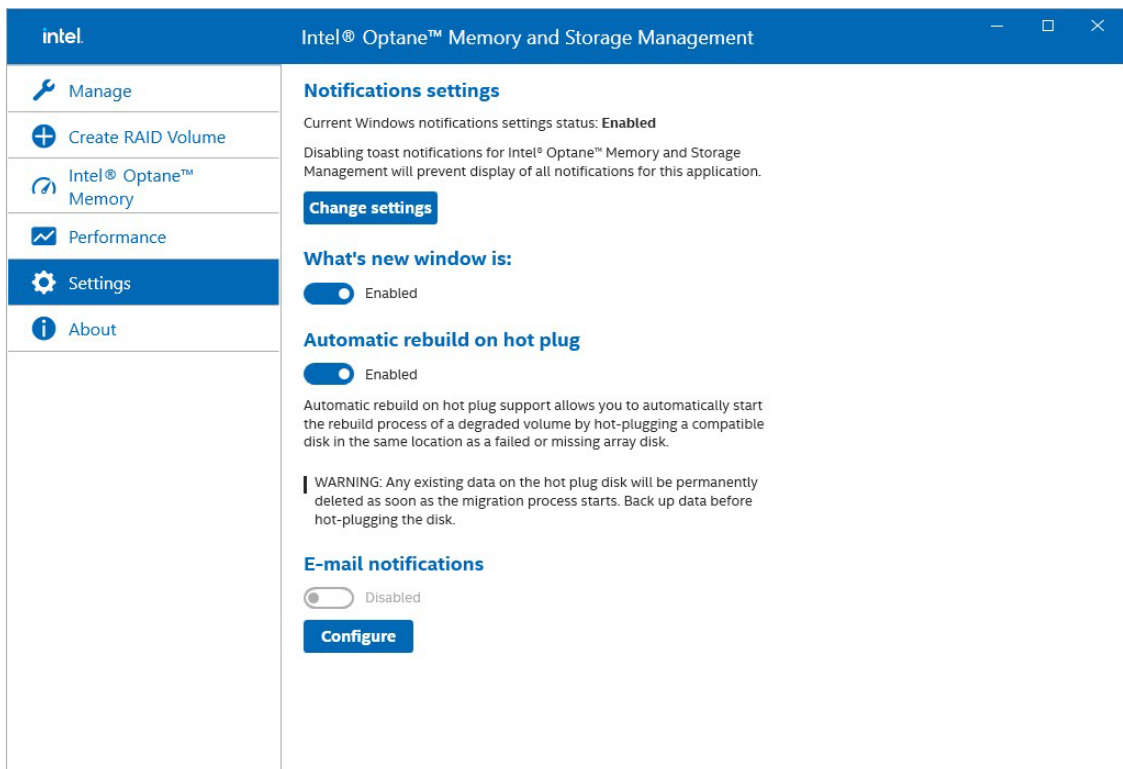 intel.
Intel® Optane™ Memory and Storage Management
Manage
Create RAID Volume
Intel® Optane™
Memory
Performance
Settings
About
Notifications settings
Current Windows notifications settings status: Enabled
Disabling toast notifications for Intel® Optane™ Memory and Storage
Management will prevent display of all notifications for this application.
Change settings
What's new window is:
Enabled
Automatic rebuild on hot plug
Enabled
Automatic rebuild on hot plug support allows you to automatically start
the rebuild process of a degraded volume by hot-plugging a compatible
disk in the same location as a failed or missing array disk.
WARNING: Any existing data on the hot plug disk will be permanently
deleted as soon as the migration process starts. Back up data before
hot-plugging the disk.
E-mail notifications
Disabled
Configure